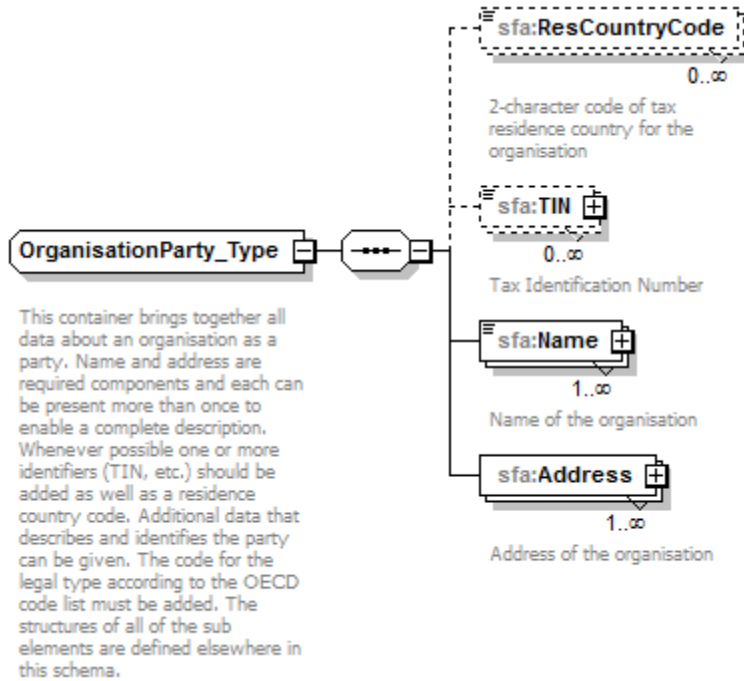 sfa:ResCountryCode
0..∞
2-character code of tax
residence country for the
organisation
sfa:TIN
0..∞
Tax Identification Number
OrganisationParty_Type
This container brings together all
data about an organisation as a
party. Name and address are
required components and each can
be present more than once to
enable a complete description.
Whenever possible one or more
identifiers (TIN, etc.) should be
added as well as a residence
country code. Additional data that
describes and identifies the party
can be given. The code for the
legal type according to the OECD
code list must be added. The
structures of all of the sub
elements are defined elsewhere in
this schema.
sfa:Name
1..∞
Name of the organisation
sfa:Address
1..∞
Address of the organisation